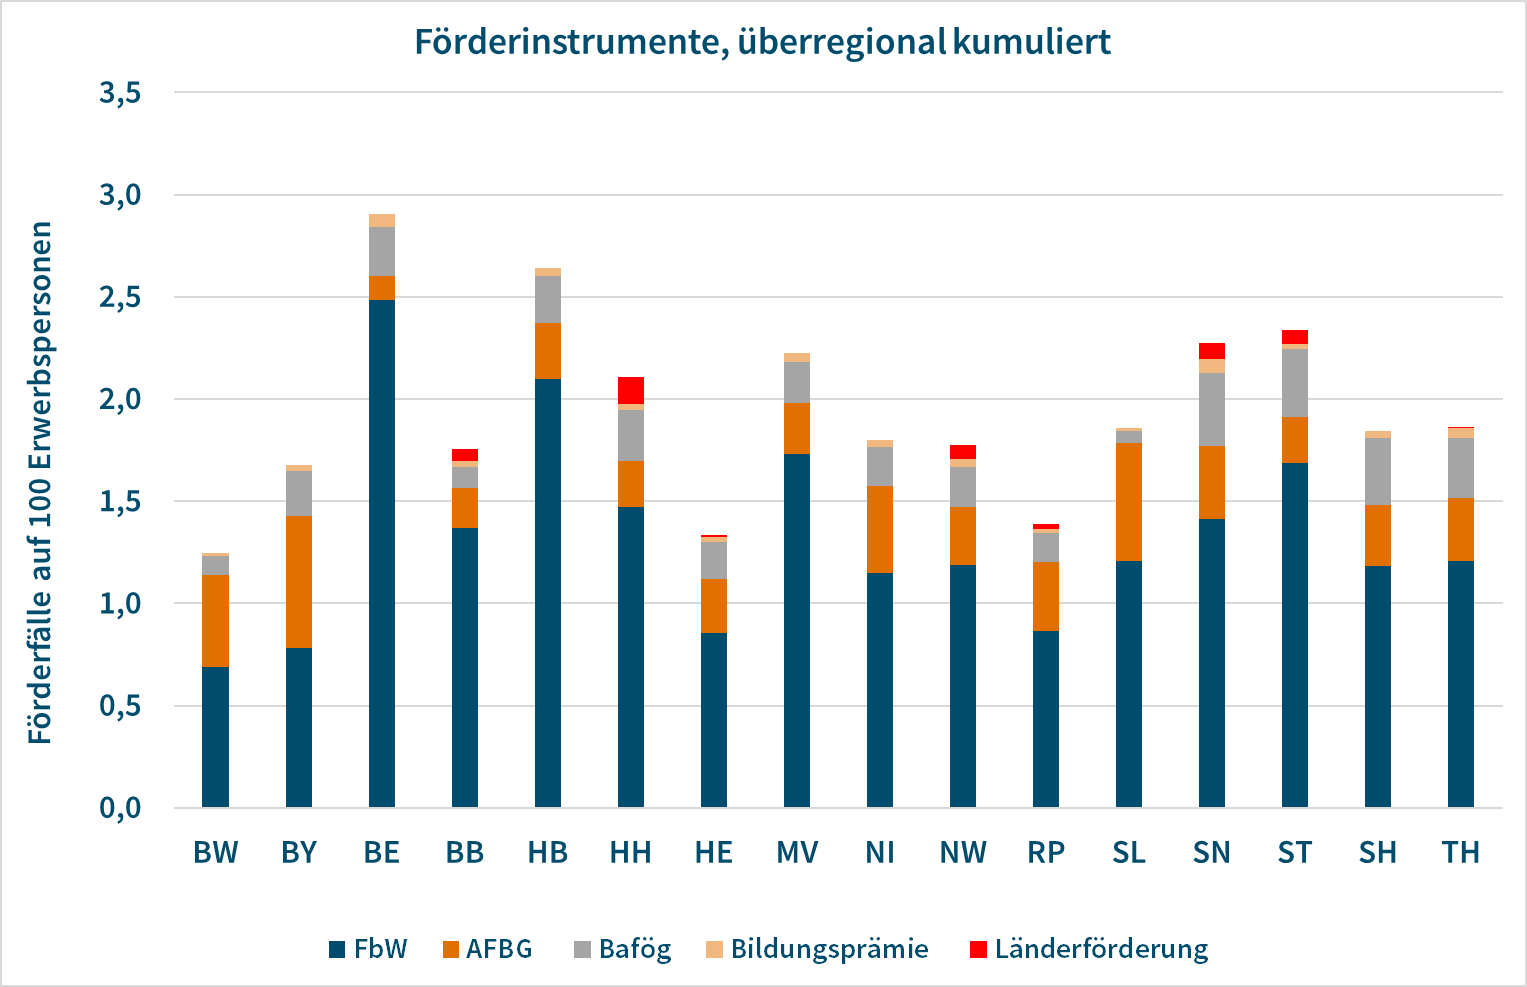 Förderinstrumente, überregional kumuliert
Förderfälle auf 100 Erwerbspersonen
3,5
3,0
2,5
2,0
1,5
1,0
0,5
0,0
BW BY BE BB HB HH HE MV NI NW RP SL SN ST SH TH
FbW AFBG Bafög Bildungsprämie Länderförderung